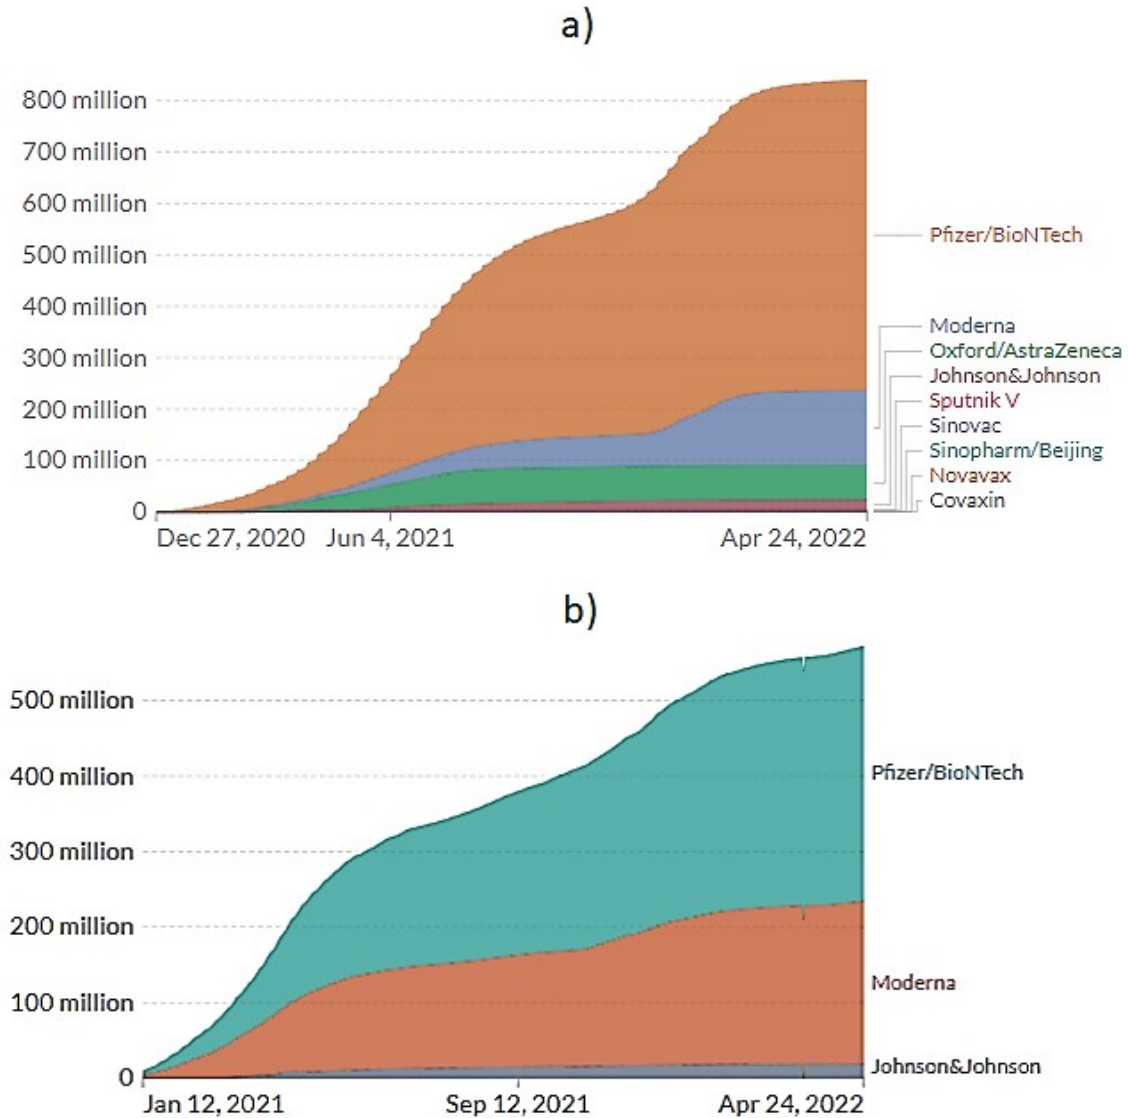 a)
800 million
700 million
600 million
500 million
400 million
300 million
200 million
100 million
0
Dec 27, 2020 Jun 4, 2021 Apr 24, 2022
Pfizer/BioNTech
Moderna
Oxford/AstraZeneca
Johnson&Johnson
Sputnik V
Sinovac
Sinopharm/Beijing
Novavax
Covaxin
b)
500 million
400 million
300 million
200 million
100 million
0
Jan 12, 2021 Sep 12, 2021 Apr 24, 2022
Pfizer/BioNTech
Moderna
Johnson&Johnson